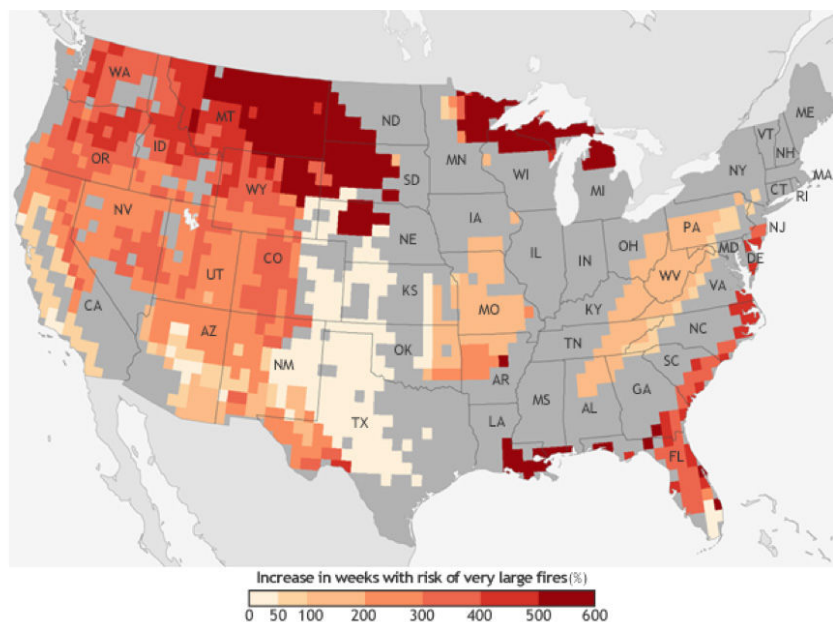 WA
ME
MT
ND
VT
OR
ID
MN
NH
NY
MA
WY
SD
WI
MI
CT
RI
IA
NV
NE
PA
NJ
IL
IN
OH
MD
DE
UT
CO
WV
KS
MO
VA
CA
KY
AZ
OK
TN
NC
NM
AR
SC
MS
AL
GA
TX
LA
FL
Increase in weeks with risk of very large fires (%)
0 50 100 200 300 400 500 600